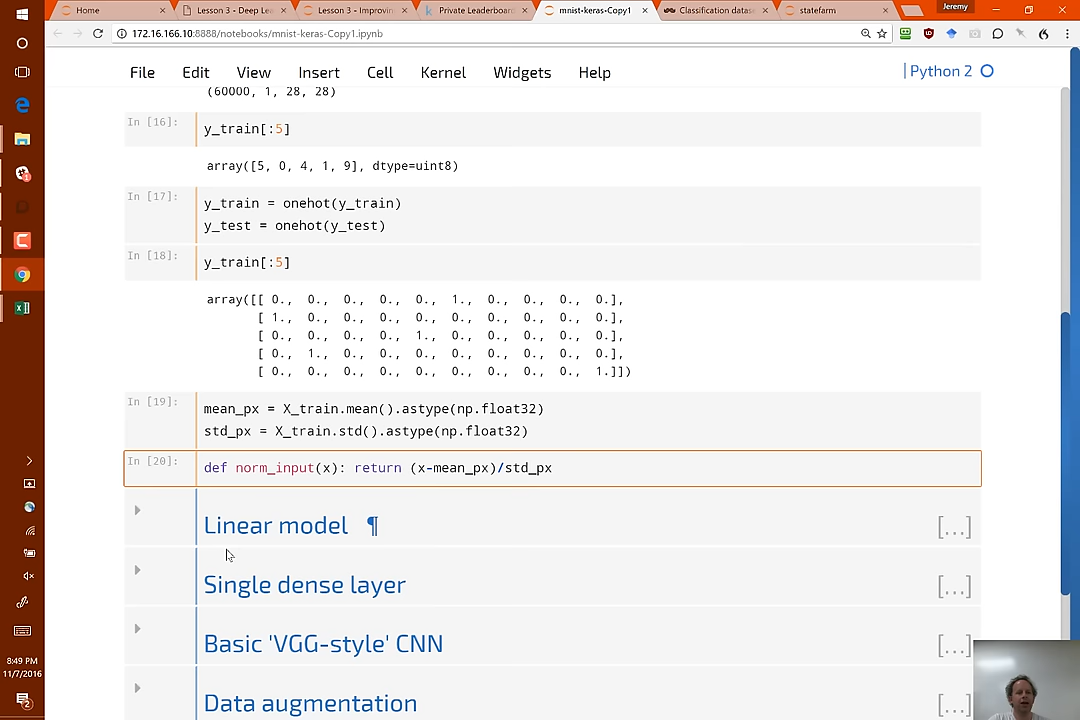 Jeremy
Home
Lesson 3 - Deep Lea
Lesson 3 - Improvin
Private Leaderboard
mnist-keras-Copy1
Classification datase
statefarm
172.16.166.10:8888/notebooks/mnist-keras-Copy1.ipynb
File Edit View Insert Cell Kernel Widgets Help
Python 2
(60000, 1, 28, 28)
In [16]: y_train[:5]
array([5, 0, 4, 1, 9], dtype=uint8)
In [17]: y_train = onehot(y_train)
y_test = onehot(y_test)
In [18]: y_train[:5]
array([[ 0., 0., 0., 0., 0., 1., 0., 0., 0., 0.],
[ 1., 0., 0., 0., 0., 0., 0., 0., 0., 0.],
[ 0., 0., 0., 0., 1., 0., 0., 0., 0., 0.],
[ 0., 1., 0., 0., 0., 0., 0., 0., 0., 0.],
[ 0., 0., 0., 0., 0., 0., 0., 0., 0., 1.]])
In [19]: mean_px = X_train.mean().astype(np.float32)
std_px = X_train.std().astype(np.float32)
In [20]: def norm_input(x): return (x-mean_px)/std_px
Linear model ¶ [...]
Single dense layer [...]
Basic 'VGG-style' CNN [...]
Data augmentation [...]
8:49 PM
11/7/2016
2